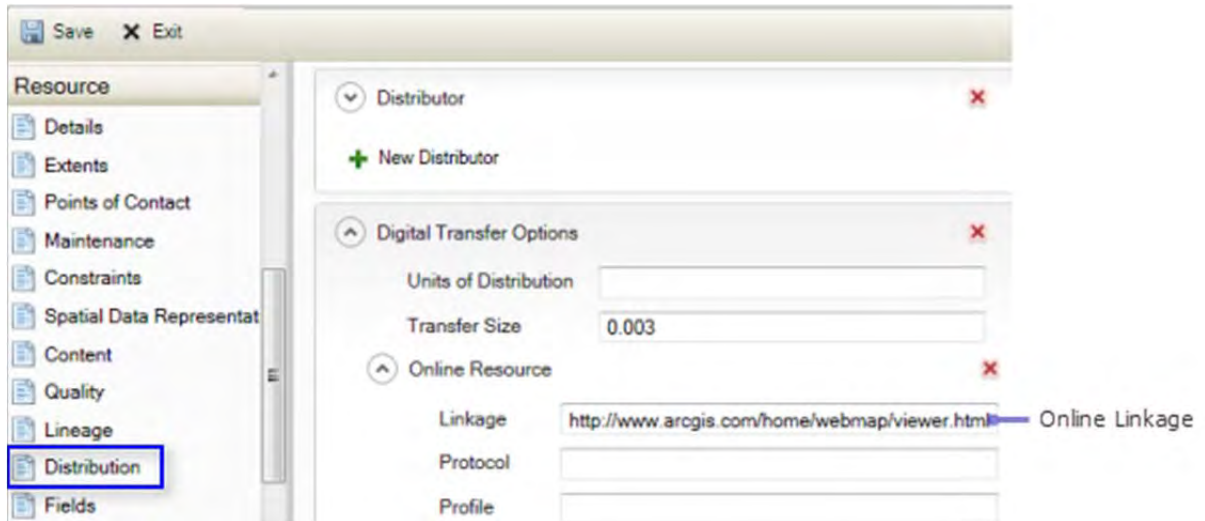 Save Exit
Resource
Details
Extents
Points of Contact
Maintenance
Constraints
Spatial Data Representat
Content
Quality
Lineage
Distribution
Fields
Distributor
New Distributor
Digital Transfer Options
Units of Distribution
Transfer Size 0.003
Online Resource
Linkage http://www.arcgis.com/home/webmap/viewer.html Online Linkage
Protocol
Profile